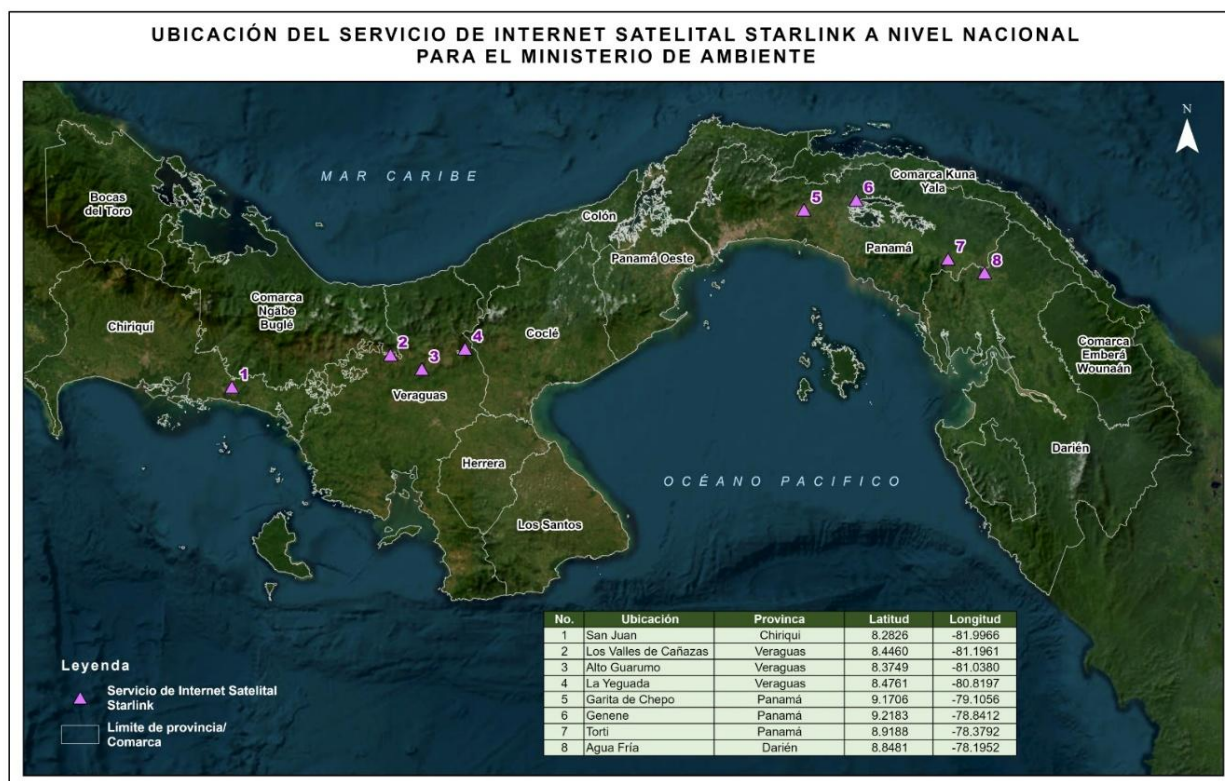 UBICACIÓN DEL SERVICIO DE INTERNET SATELITAL STARLINK A NIVEL NACIONAL
PARA EL MINISTERIO DE AMBIENTE
N
MAR CARIBE
Bocas
del Toro
Comarca Kuna
Yala
6
5
Colón
Panamá Oeste
Panamá
7
8
Comarca
Ngäbe
Buglé
Chiriquí
Coclé
2
4
3
1
Veraguas
Comarca
Emberá
Wounaán
Darién
Herrera
OCÉANO PACIFICO
Los Santos
No. Ubicación Provinca Latitud Longitud
1 San Juan Chiriqui 8.2826 -81.9966
2 Los Valles de Cañazas Veraguas 8.4460 -81.1961
3 Alto Guarumo Veraguas 8.3749 -81.0380
4 La Yeguada Veraguas 8.4761 -80.8197
5 Garita de Chepo Panamá 9.1706 -79.1056
6 Genene Panamá 9.2183 -78.8412
7 Torti Panamá 8.9188 -78.3792
8 Agua Fría Darién 8.8481 -78.1952
Leyenda
Servicio de Internet Satelital
Starlink
Límite de provincia/
Comarca